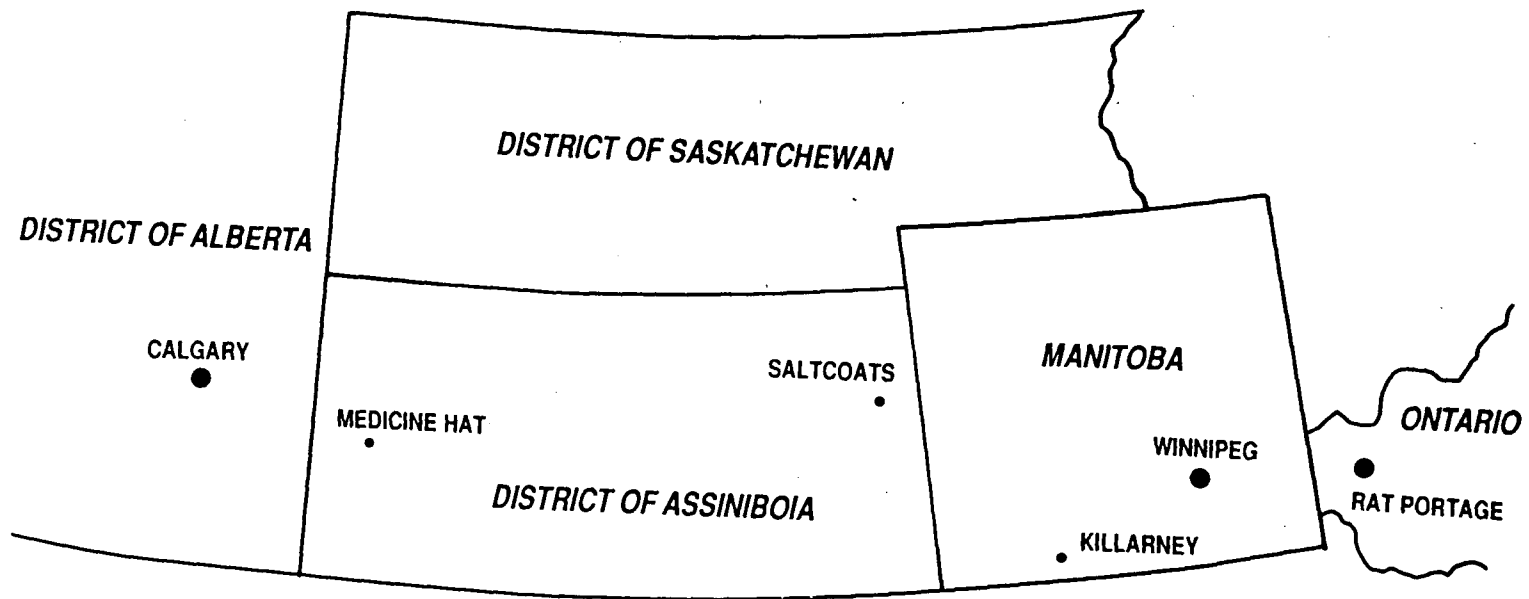 DISTRICT OF SASKATCHEWAN
DISTRICT OF ALBERTA
CALGARY
SALTCOATS
MANITOBA
MEDICINE HAT
ONTARIO
WINNIPEG
DISTRICT OF ASSINIBOIA
RAT PORTAGE
KILLARNEY